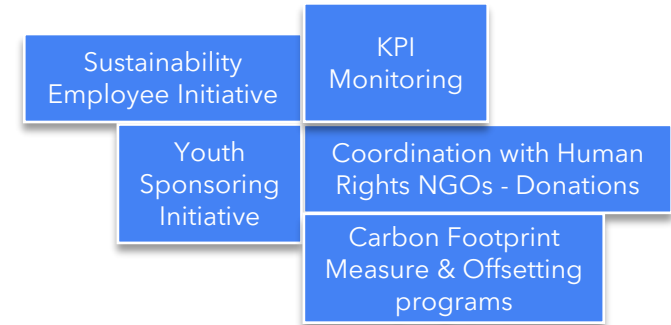 Sustainability
Employee Initiative
KPI
Monitoring
Youth
Sponsoring
Initiative
Coordination with Human
Rights NGOs - Donations
Carbon Footprint
Measure & Offsetting
programs